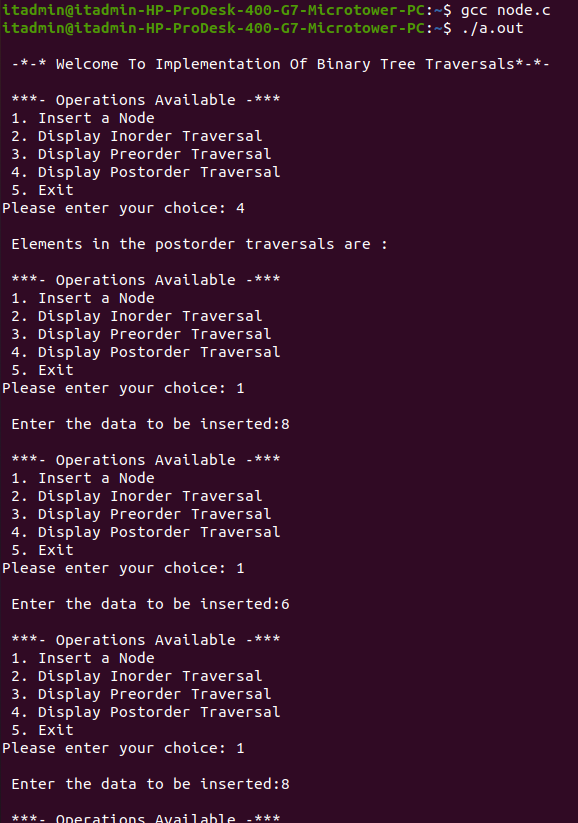 itadmin@itadmin-HP-ProDesk-400-G7-Microtower-PC:~$ gcc node.c
itadmin@itadmin-HP-ProDesk-400-G7-Microtower-PC:~$ ./a.out
-*-* Welcome To Implementation Of Binary Tree Traversals*-*-
***- Operations Available -***
1. Insert a Node
2. Display Inorder Traversal
3. Display Preorder Traversal
4. Display Postorder Traversal
5. Exit
Please enter your choice: 4
Elements in the postorder traversals are :
***- Operations Available -***
1. Insert a Node
2. Display Inorder Traversal
3. Display Preorder Traversal
4. Display Postorder Traversal
5. Exit
Please enter your choice: 1
Enter the data to be inserted:8
***- Operations Available -***
1. Insert a Node
2. Display Inorder Traversal
3. Display Preorder Traversal
4. Display Postorder Traversal
5. Exit
Please enter your choice: 1
Enter the data to be inserted:6
***- Operations Available -***
1. Insert a Node
2. Display Inorder Traversal
3. Display Preorder Traversal
4. Display Postorder Traversal
5. Exit
Please enter your choice: 1
Enter the data to be inserted:8
***- Operations Available -***